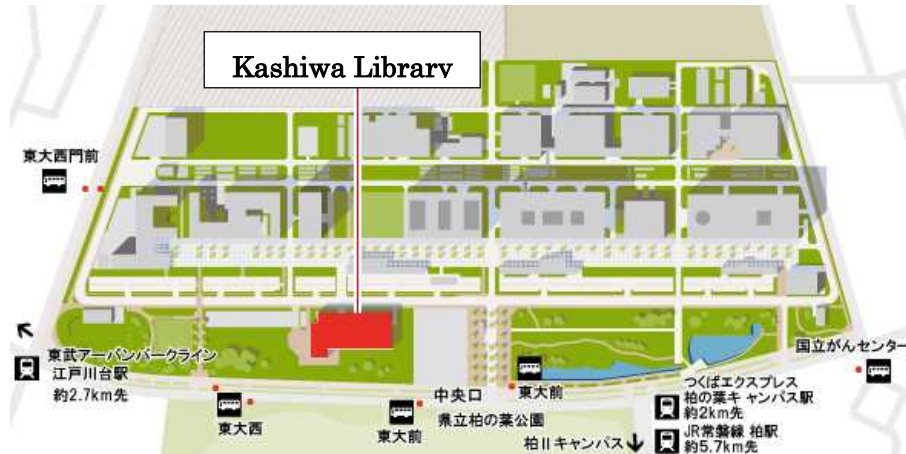 Kashiwa Library
東大西門前
東武アーバンパークライン
江戸川台駅
約2.7km先
東大西
東大前
中央口
県立柏の葉公園
東大前
柏IIキャンパス
つくばエクスプレス
柏の葉キャンパス駅
約2km先
JR常磐線 柏駅
約5.7km先
国立がんセンター